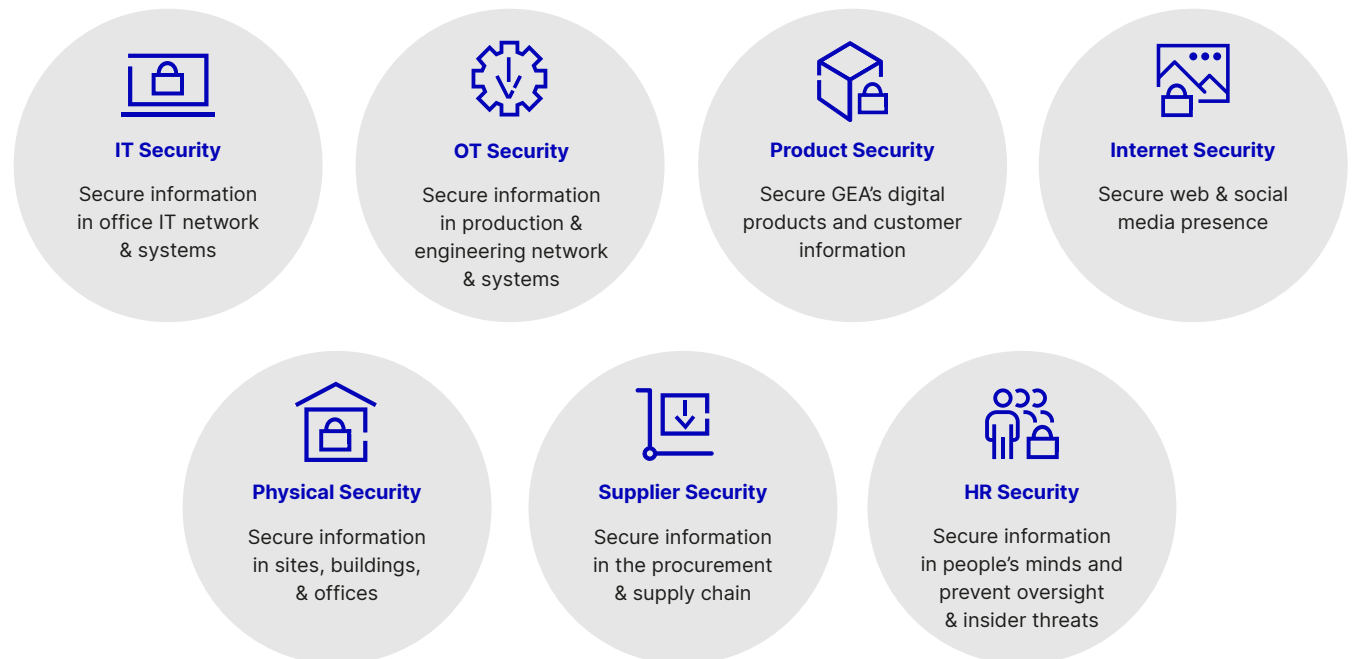 IT Security
Secure information
in office IT network
& systems
OT Security
Secure information
in production &
engineering network
& systems
Product Security
Secure GEA’s digital
products and customer
information
Internet Security
Secure web & social
media presence
Physical Security
Secure information
in sites, buildings,
& offices
Supplier Security
Secure information
in the procurement
& supply chain
HR Security
Secure information
in people’s minds and
prevent oversight
& insider threats